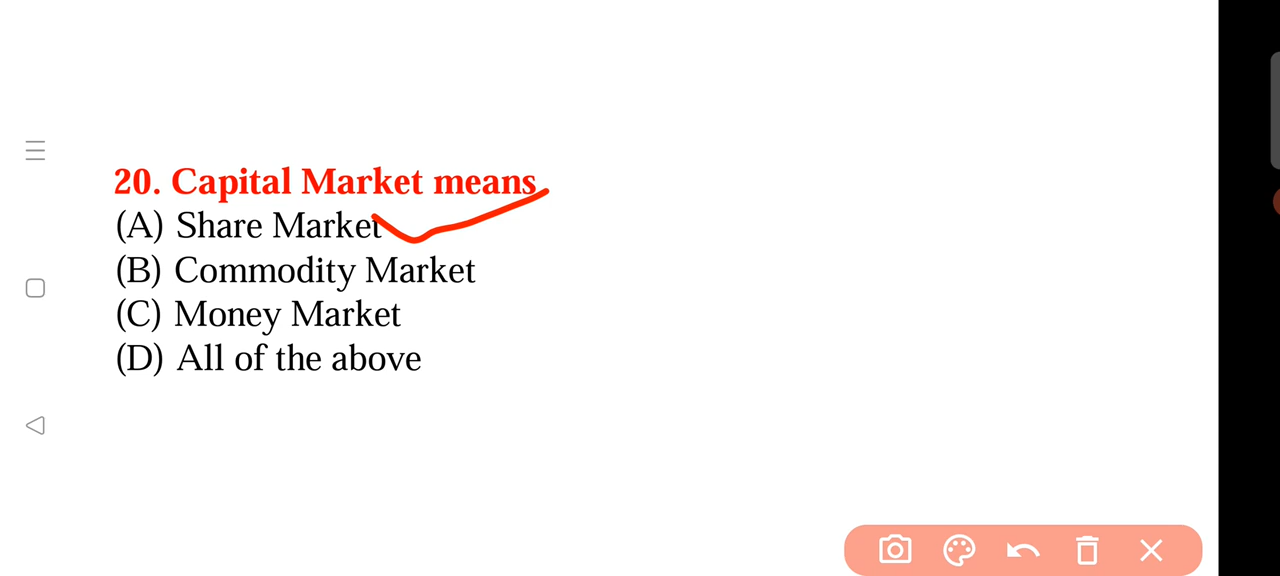 20. Capital Market means
(A) Share Market
(B) Commodity Market
(C) Money Market
(D) All of the above